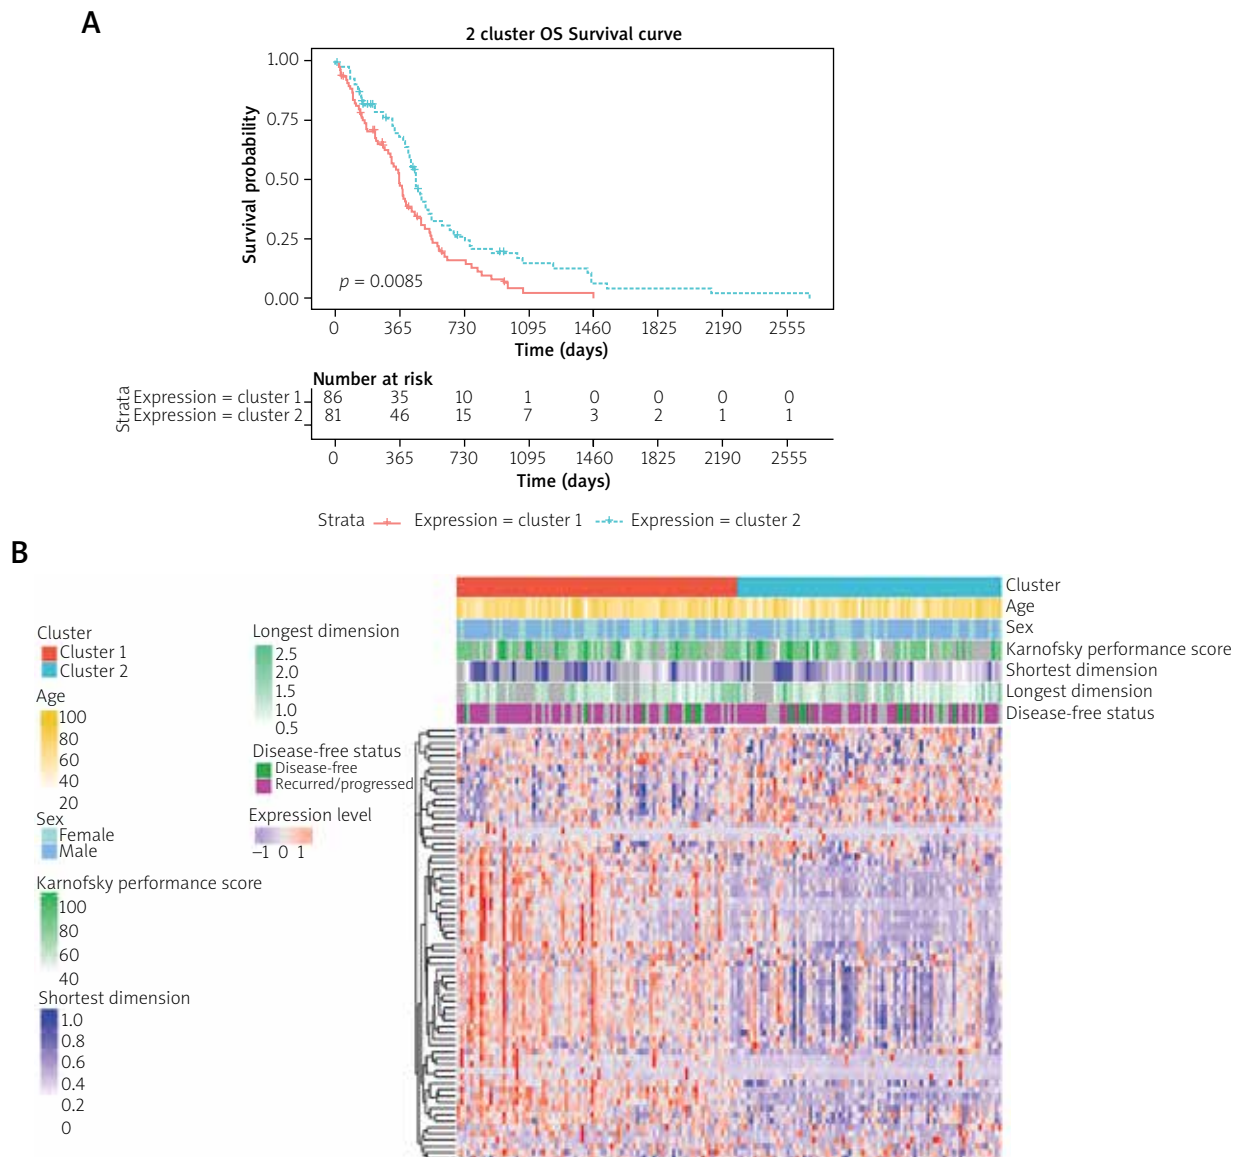 A
2 cluster OS Survival curve
Survival probability
1.00
0.75
0.50
0.25
0.00
p = 0.0085
0 365 730 1095 1460 1825 2190 2555
Time (days)
Number at risk
Strata
Expression = cluster 1 86 35 10 1 0 0 0 0
Expression = cluster 2 81 46 15 7 3 2 1 1
0 365 730 1095 1460 1825 2190 2555
Time (days)
Strata Expression = cluster 1 Expression = cluster 2
B
Cluster
Cluster 1
Cluster 2
Age
100
80
60
40
20
Sex
Female
Male
Karnofsky performance score
100
80
60
40
Shortest dimension
1.0
0.8
0.6
0.4
0.2
0
Longest dimension
2.5
2.0
1.5
1.0
0.5
Disease-free status
Disease-free
Recurred/progressed
Expression level
–1 0 1
Cluster
Age
Sex
Karnofsky performance score
Shortest dimension
Longest dimension
Disease-free status